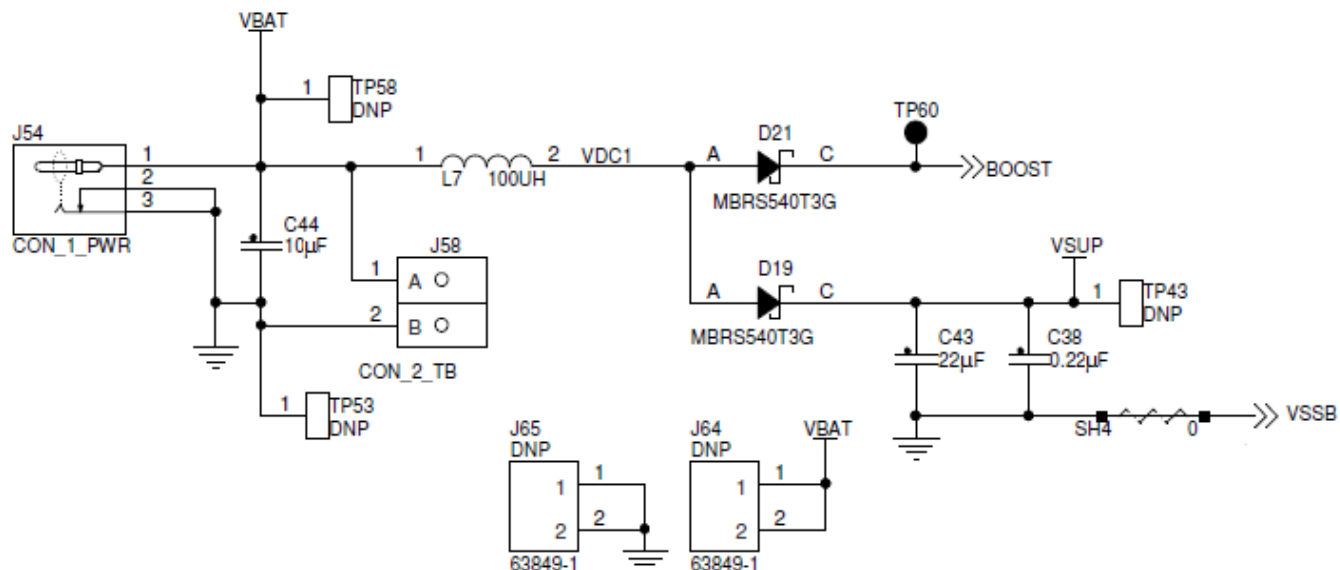 VBAT
1
TP58
DNP
J54
TP60
D21
1
1
2
VDC1
A
C
BOOST
2
L7
100UH
3
MBRS540T3G
CON_1_PWR
C44
10µF
J58
VSUP
D19
1
A
A
C
1
TP43
DNP
2
B
MBRS540T3G
C43
22µF
C38
0.22µF
CON_2_TB
1
TP53
DNP
J65
DNP
J64
DNP
VBAT
SH4
0
VSSB
1
1
1
1
2
2
2
2
63849-1
63849-1